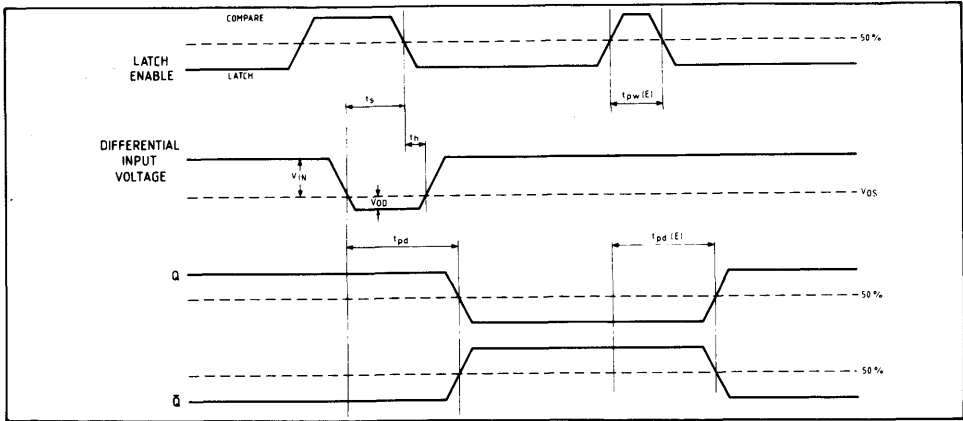 COMPARE
50%
LATCH
ENABLE
LATCH
ts
tpw(E)
th
DIFFERENTIAL
INPUT
VOLTAGE
VIN
VOD
VOS
tpd
tpd(E)
Q
50%
50%
Q̄